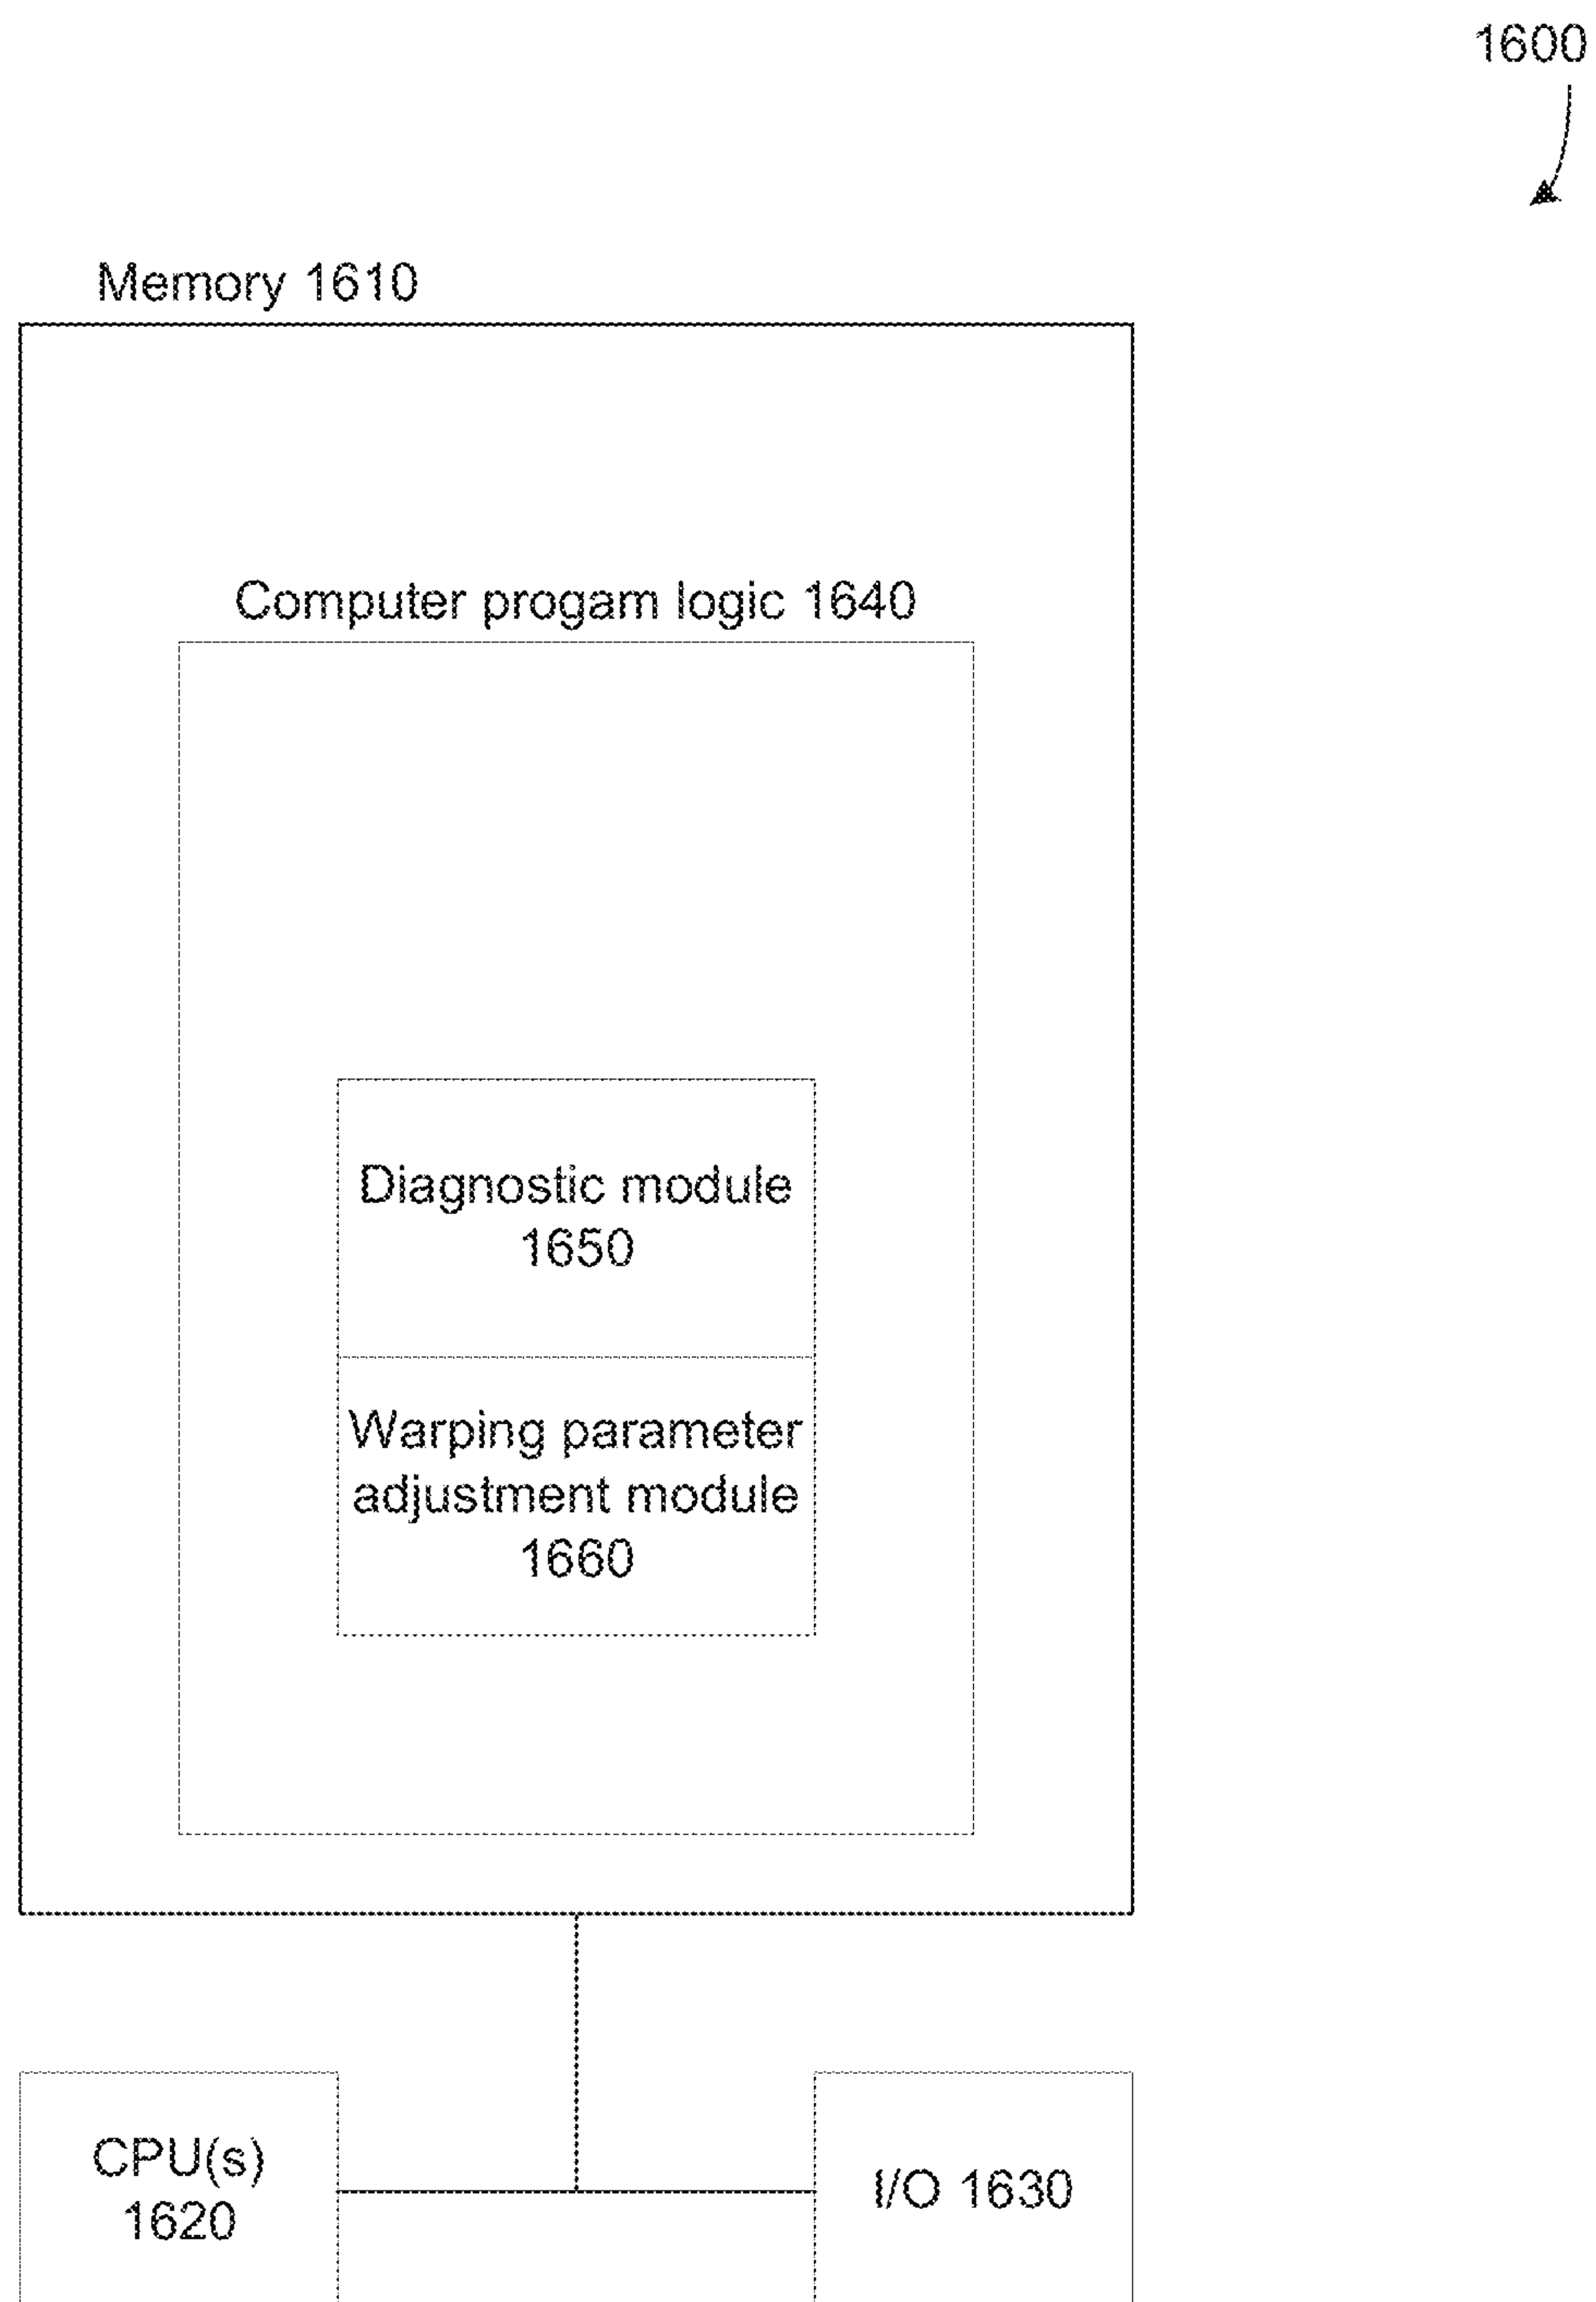 1600
Memory 1610
Computer progam logic 1640
Diagnostic module
1650
Warping parameter
adjustment module
1660
CPU(s)
1620
I/O 1630